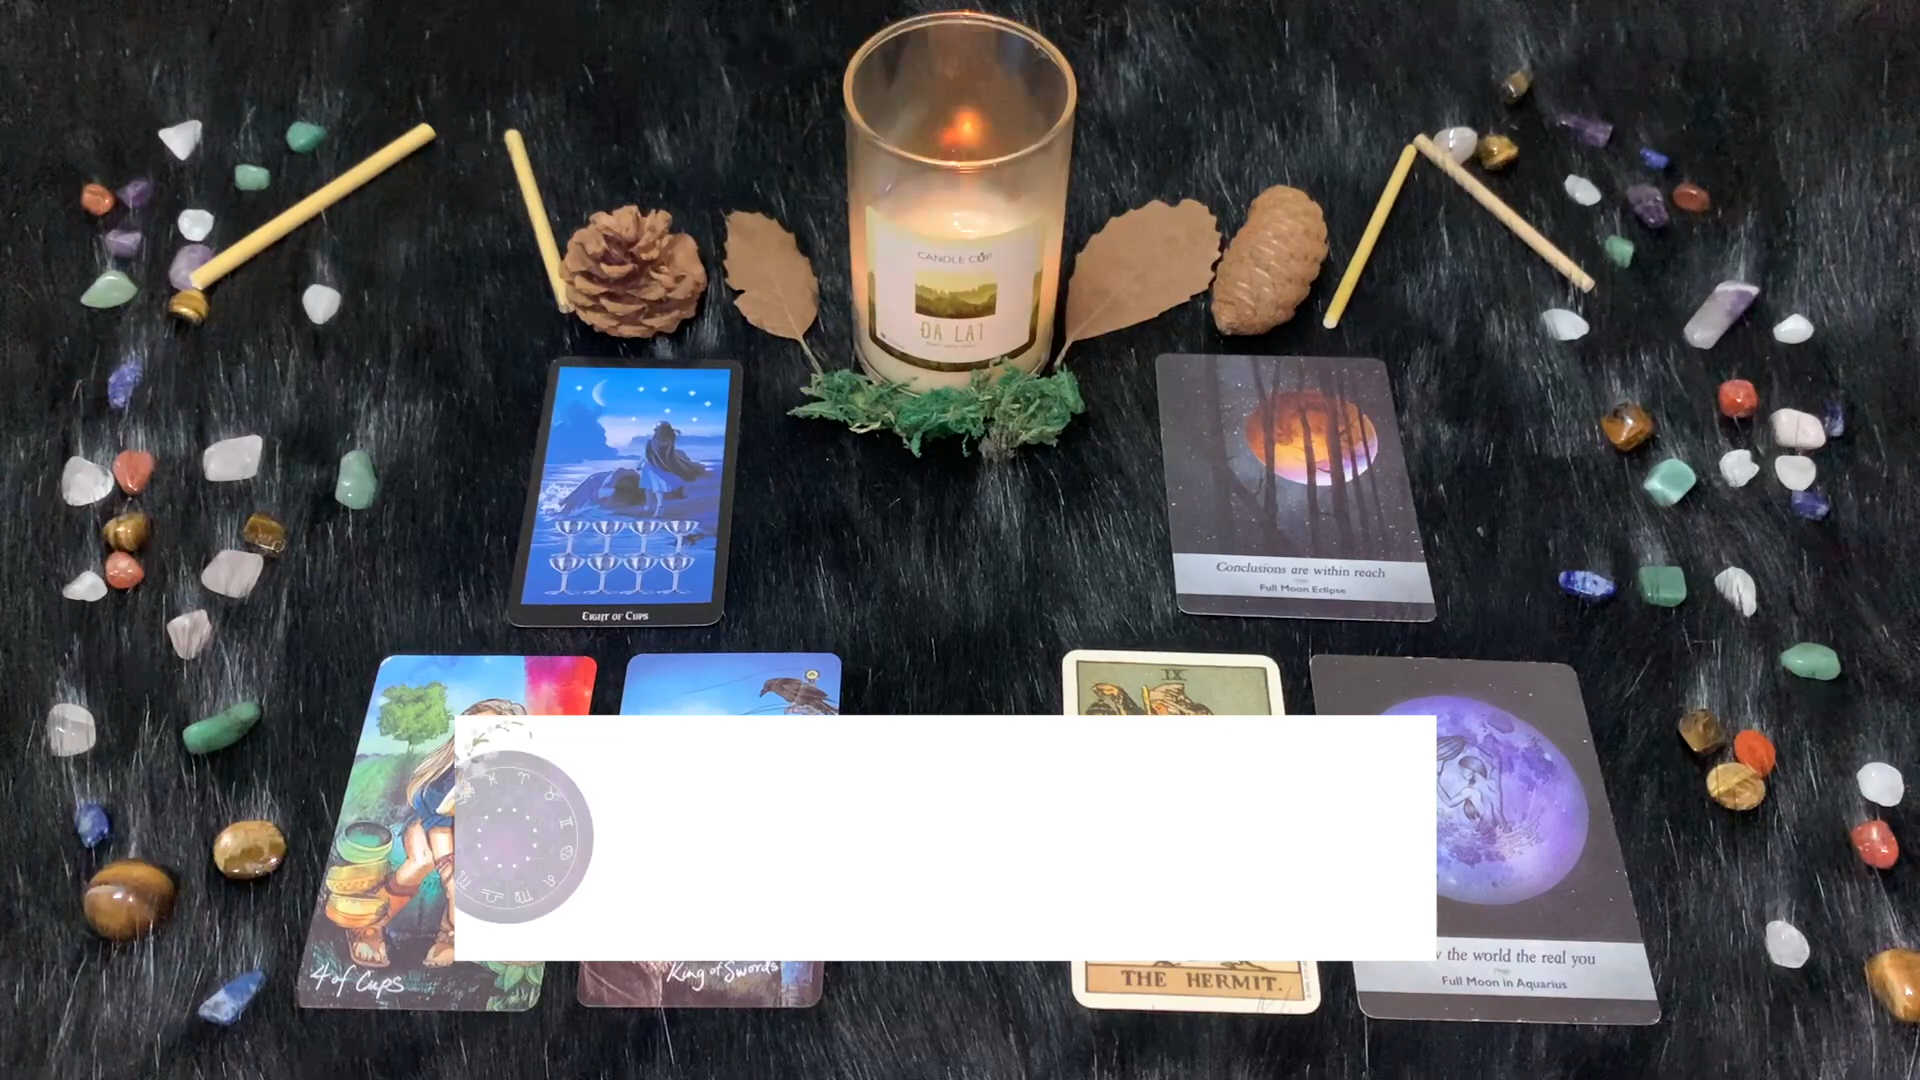 CANDLE CUP
ĐÀ LẠT
EIGHT OF CUPS
Conclusions are within reach
Full Moon Eclipse
IX
4 of Cups
King of Swords
THE HERMIT.
the world the real you
Full Moon in Aquarius